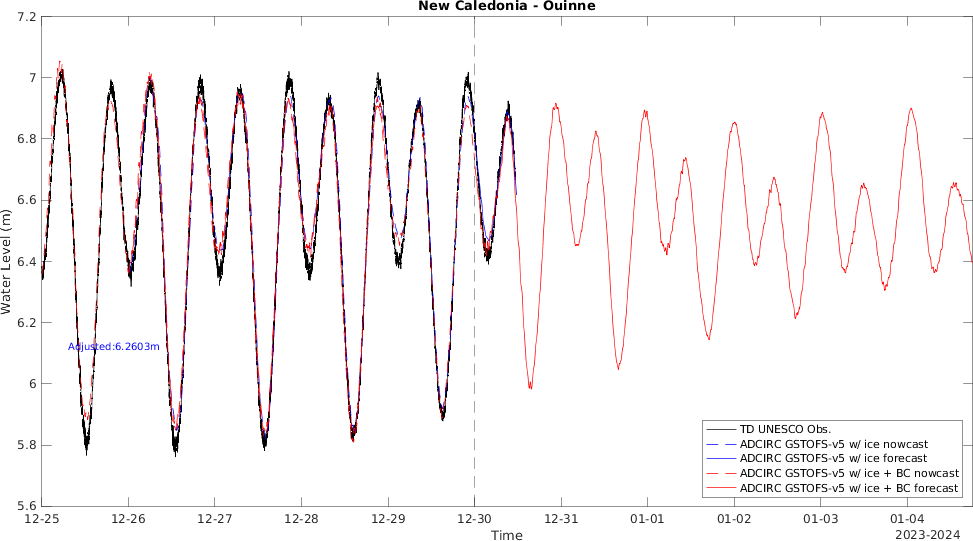 New Caledonia - Ouinne
7.2
7
6.8
6.6
6.4
6.2
6
5.8
5.6
Water Level (m)
Adjusted:6.2603m
TD UNESCO Obs.
ADCIRC GSTOFS-v5 w/ ice nowcast
ADCIRC GSTOFS-v5 w/ ice forecast
ADCIRC GSTOFS-v5 w/ ice + BC nowcast
ADCIRC GSTOFS-v5 w/ ice + BC forecast
12-25 12-26 12-27 12-28 12-29 12-30 12-31 01-01 01-02 01-03 01-04
Time
2023-2024